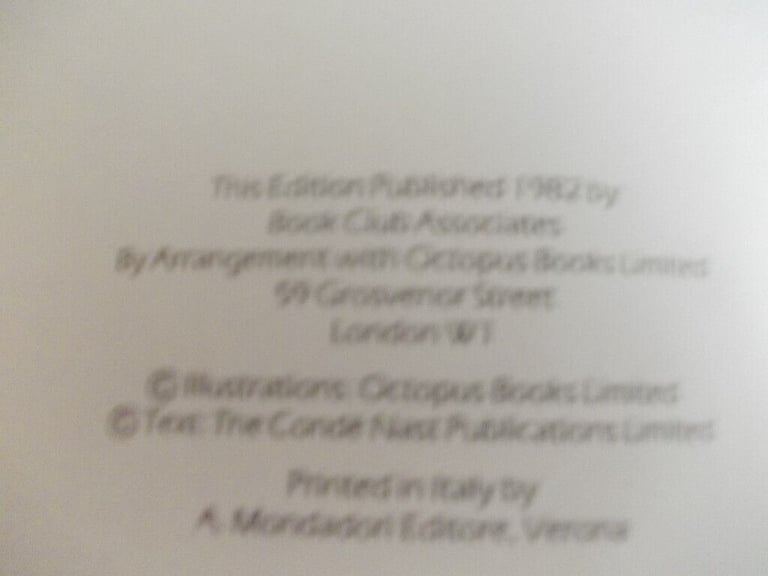 This Edition Published 1982 by
Book Club Associates
By Arrangement with Octopus Books Limited
59 Grosvenor Street
London W1
© Illustrations: Octopus Books Limited
© Text: The Condé Nast Publications Limited
Printed in Italy by
A. Mondadori Editore, Verona